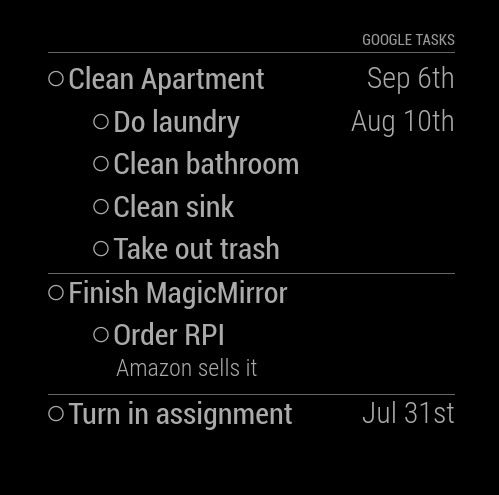 GOOGLE TASKS
Clean Apartment Sep 6th
Do laundry Aug 10th
Clean bathroom
Clean sink
Take out trash
Finish MagicMirror
Order RPI
Amazon sells it
Turn in assignment Jul 31st